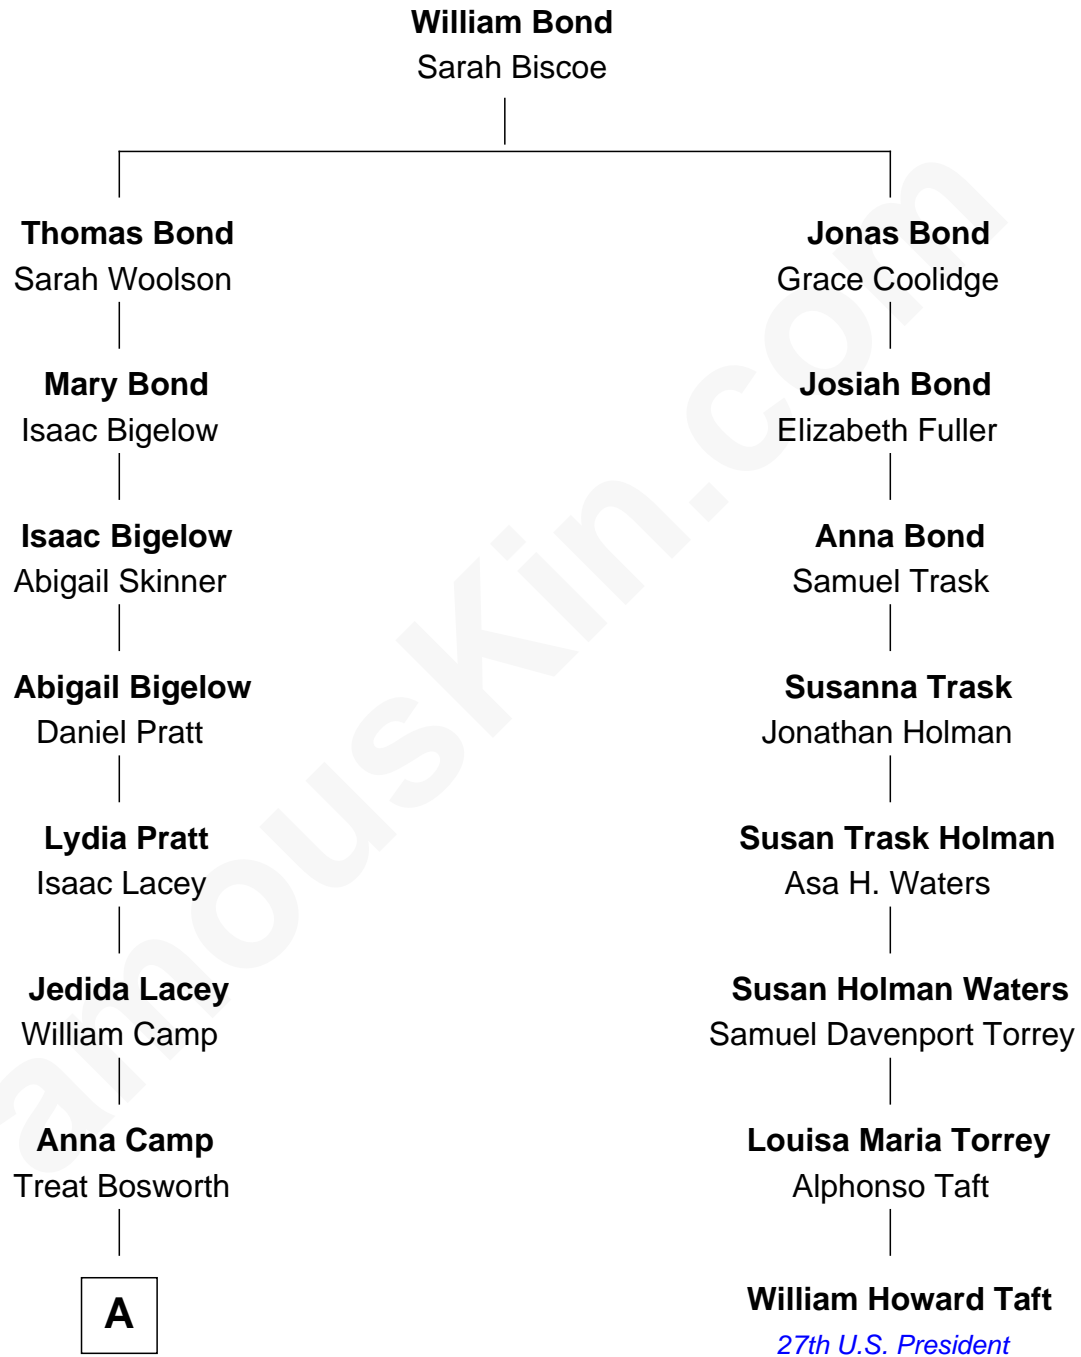 William Bond
Sarah Biscoe
Thomas Bond
Sarah Woolson
Jonas Bond
Grace Coolidge
Mary Bond
Isaac Bigelow
Josiah Bond
Elizabeth Fuller
Isaac Bigelow
Abigail Skinner
Anna Bond
Samuel Trask
Abigail Bigelow
Daniel Pratt
Susanna Trask
Jonathan Holman
Lydia Pratt
Isaac Lacey
Susan Trask Holman
Asa H. Waters
Jedida Lacey
William Camp
Susan Holman Waters
Samuel Davenport Torrey
Anna Camp
Treat Bosworth
Louisa Maria Torrey
Alphonso Taft
A
William Howard Taft
27th U.S. President
amousKin.com